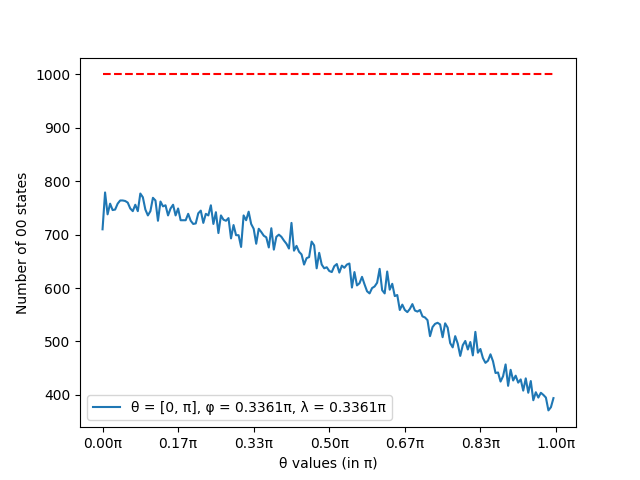 1000
900
800
700
600
500
400
Number of 00 states
θ = [0, π], φ = 0.3361π, λ = 0.3361π
0.00π 0.17π 0.33π 0.50π 0.67π 0.83π 1.00π
θ values (in π)